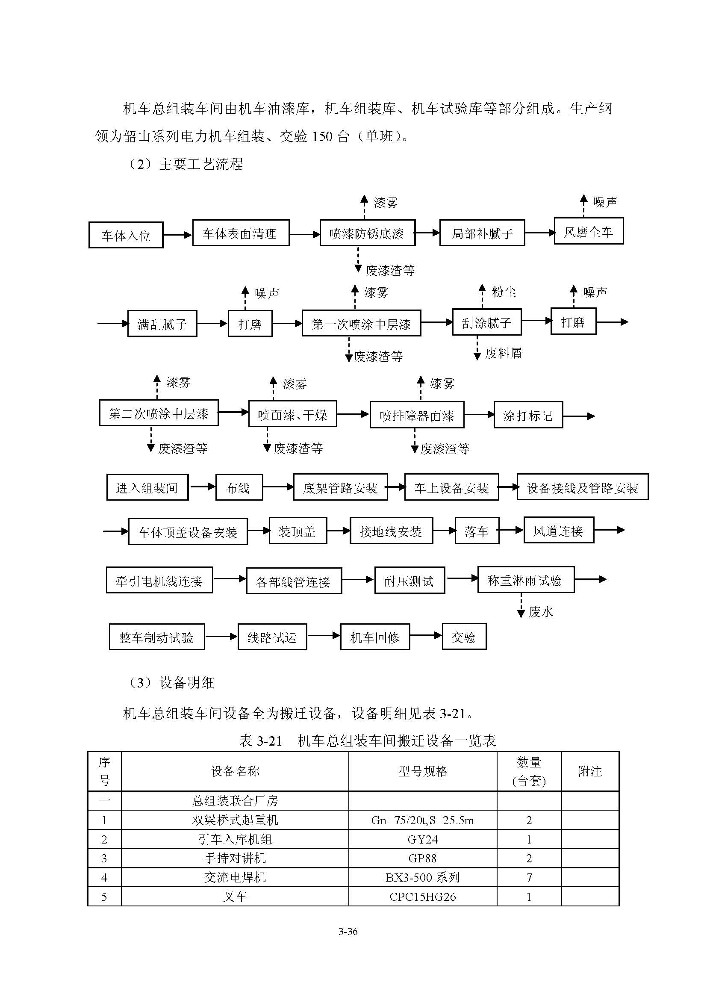 机车总组装车间由机车油漆库，机车组装库、机车试验库等部分组成。生产纲
领为韶山系列电力机车组装、交验 150 台（单班）。
（2）主要工艺流程
漆雾 噪声
车体入位 车体表面清理 喷漆防锈底漆 局部补腻子 风磨全车
废漆渣等
噪声 漆雾 粉尘 噪声
满刮腻子 打磨 第一次喷涂中层漆 刮涂腻子 打磨
废漆渣等 废料屑
漆雾 漆雾 漆雾
第二次喷涂中层漆 喷面漆、干燥 喷排障器面漆 涂打标记
废漆渣等 废漆渣等 废漆渣等
进入组装间 布线 底架管路安装 车上设备安装 设备接线及管路安装
车体顶盖设备安装 装顶盖 接地线安装 落车 风道连接
牵引电机线连接 各部线管连接 耐压测试 称重淋雨试验
废水
整车制动试验 线路试运 机车回修 交验
（3）设备明细
机车总组装车间设备全为搬迁设备，设备明细见表 3-21。
表 3-21 机车总组装车间搬迁设备一览表
序号 设备名称 型号规格 数量(台套) 附注
一 总组装联合厂房
1 双梁桥式起重机 Gn=75/20t,S=25.5m 2
2 引车入库机组 GY24 1
3 手持对讲机 GP88 2
4 交流电焊机 BX3-500 系列 7
5 叉车 CPC15HG26 1
3-36